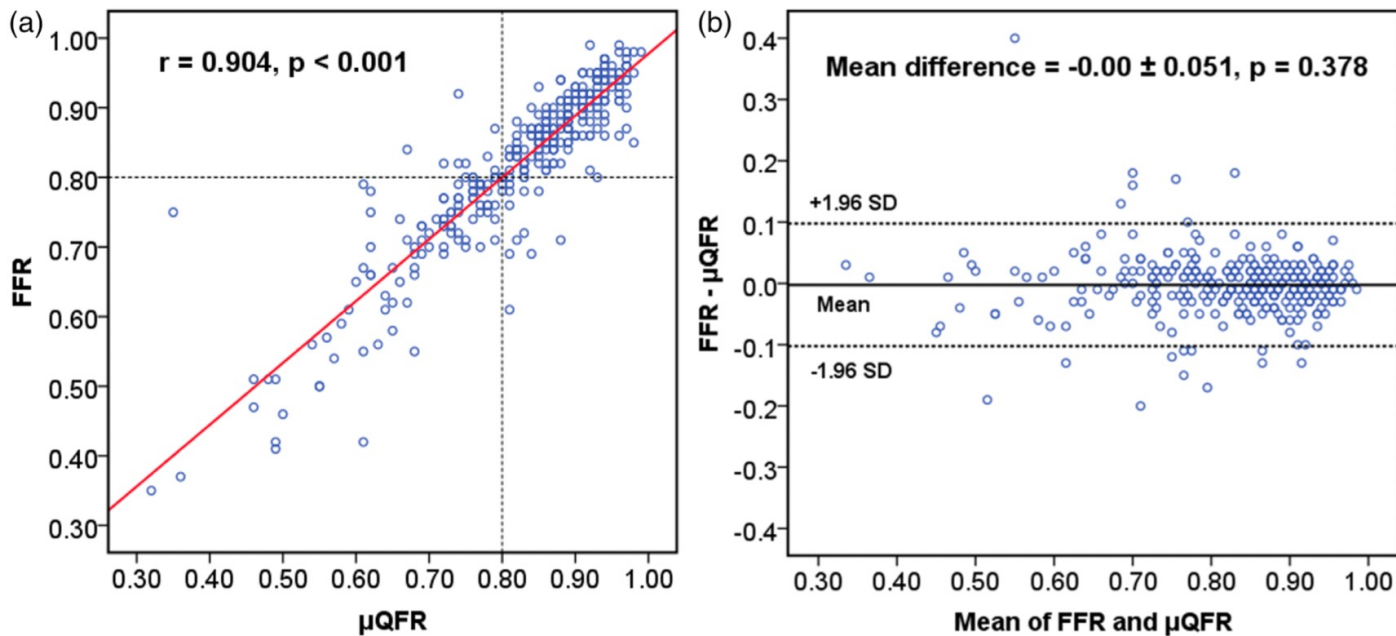 (a)
r = 0.904, p < 0.001
FFR
1.00
0.90
0.80
0.70
0.60
0.50
0.40
0.30
0.30 0.40 0.50 0.60 0.70 0.80 0.90 1.00
µQFR
(b)
Mean difference = -0.00 ± 0.051, p = 0.378
FFR - µQFR
0.4
0.3
0.2
0.1
0.0
-0.1
-0.2
-0.3
-0.4
+1.96 SD
Mean
-1.96 SD
0.30 0.40 0.50 0.60 0.70 0.80 0.90 1.00
Mean of FFR and µQFR